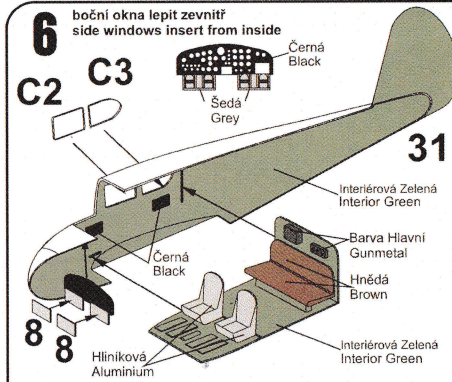 6
boční okna lepit zevnitř
side windows insert from inside
C2
C3
Černá
Black
Šedá
Grey
31
Interiérová Zelená
Interior Green
Barva Hlavní
Gunmetal
Hnědá
Brown
Černá
Black
8
8
Hliníková
Aluminium
Interiérová Zelená
Interior Green